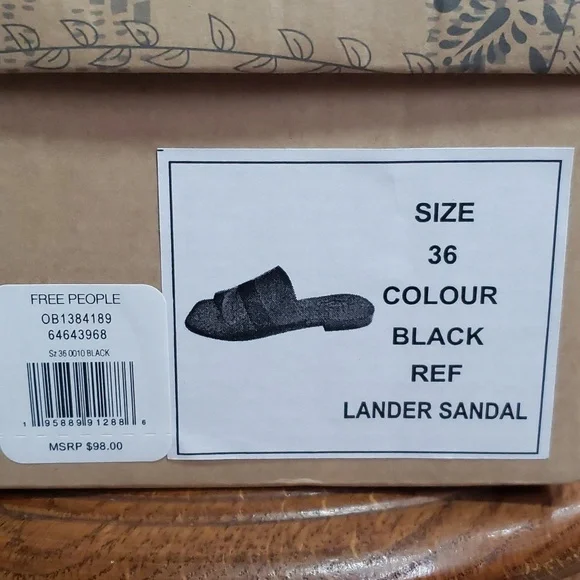 FREE PEOPLE
OB1384189
64643968
Sz 36 0010 BLACK
1 95889 91288 6
MSRP $98.00
SIZE
36
COLOUR
BLACK
REF
LANDER SANDAL